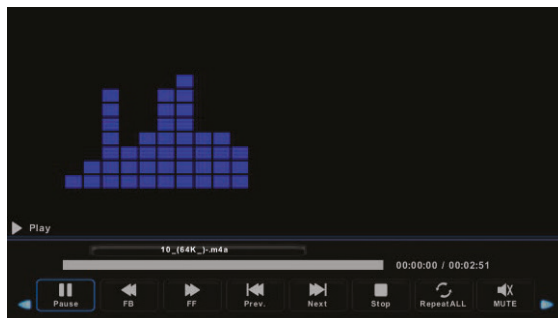 Play
10_(64K_)-.m4a
00:00:00 / 00:02:51
Pause FB FF Prev. Next Stop RepeatALL MUTE